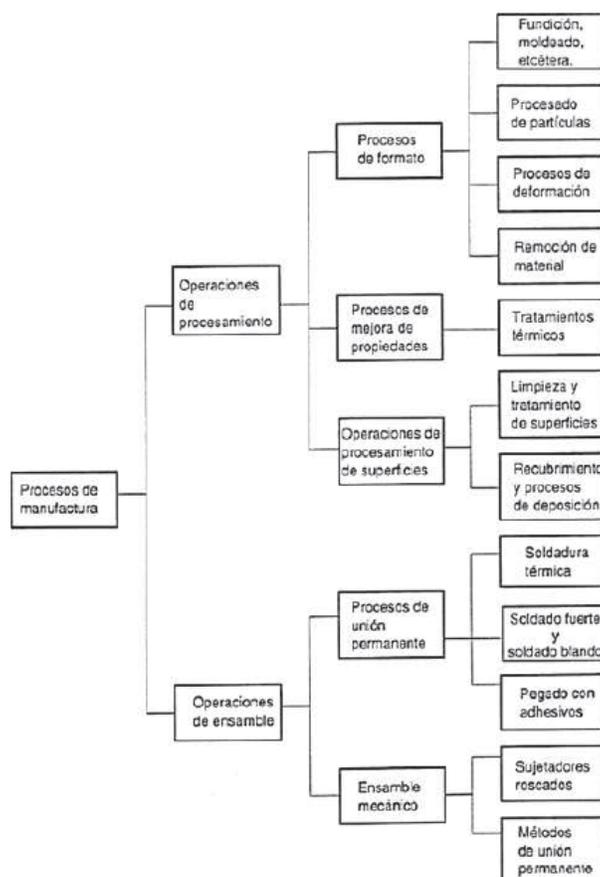 Fundición,
moldeado,
etcétera.
Procesado
de partículas
Procesos
de formato
Procesos de
deformación
Remoción de
material
Operaciones
de
procesamiento
Procesos de
mejora de
propiedades
Tratamientos
térmicos
Limpieza y
tratamiento
de superficies
Operaciones de
procesamiento
de superficies
Recubrimiento
y procesos
de deposición
Procesos de
manufactura
Soldadura
térmica
Procesos de
unión
permanente
Soldado fuerte
y
soldado blando
Operaciones
de ensamble
Pegado con
adhesivos
Sujetadores
roscados
Ensamble
mecánico
Métodos
de unión
permanente